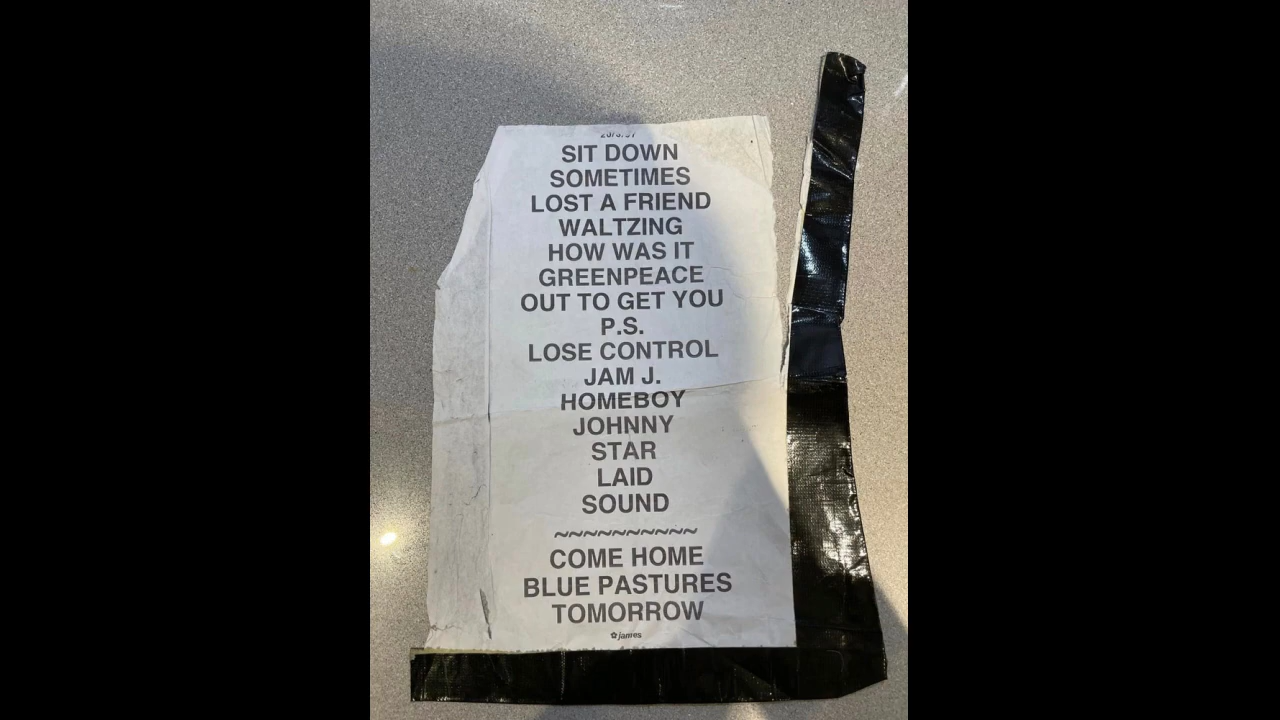 SIT DOWN
SOMETIMES
LOST A FRIEND
WALTZING
HOW WAS IT
GREENPEACE
OUT TO GET YOU
P.S.
LOSE CONTROL
JAM J.
HOMEBOY
JOHNNY
STAR
LAID
SOUND
~~~~~~~~~~
COME HOME
BLUE PASTURES
TOMORROW
james